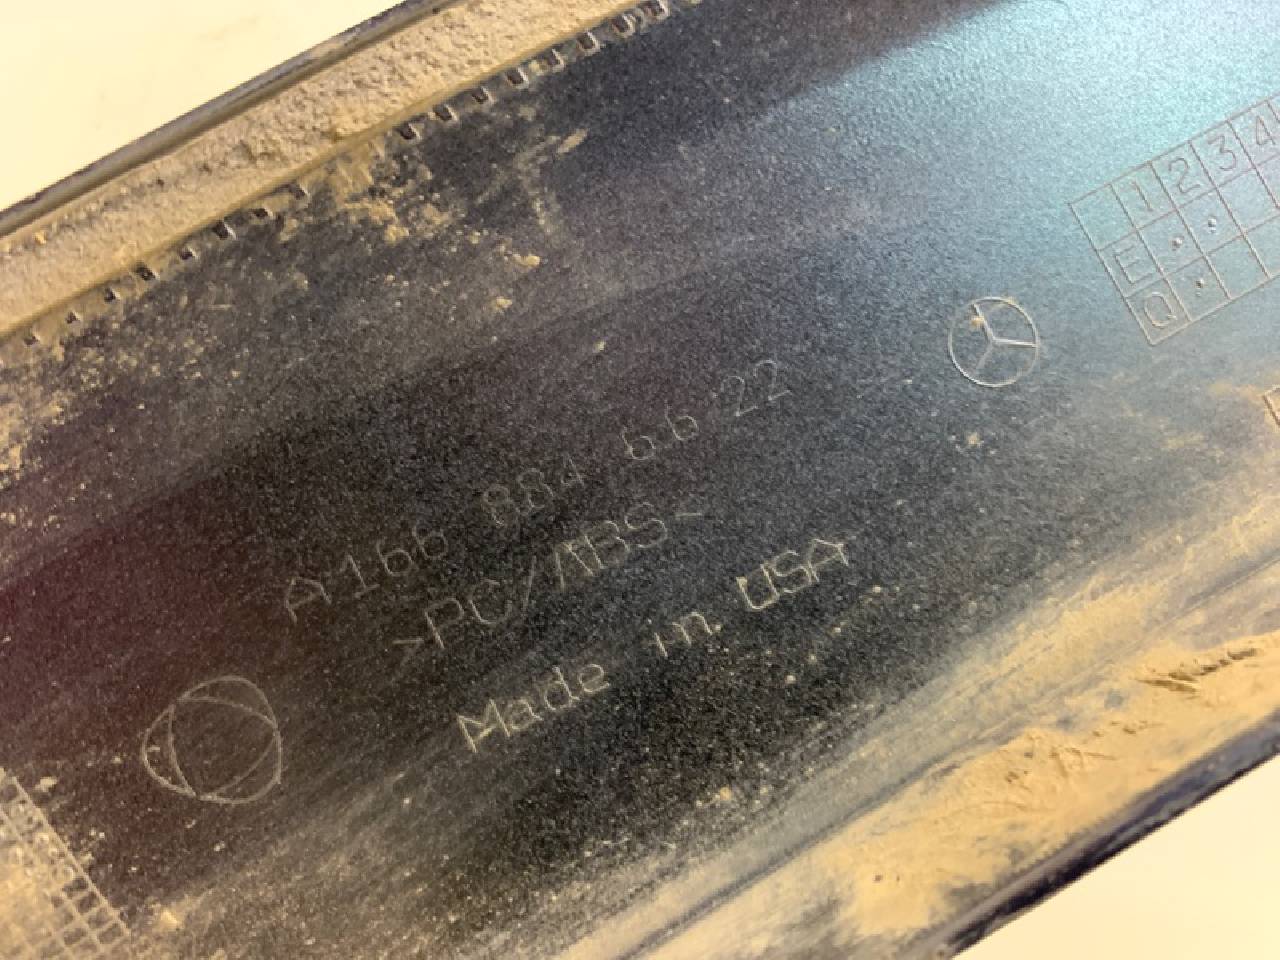 A166 884 66 22
>PC/ABS<
Made in USA
1 2 3 4
E
Q